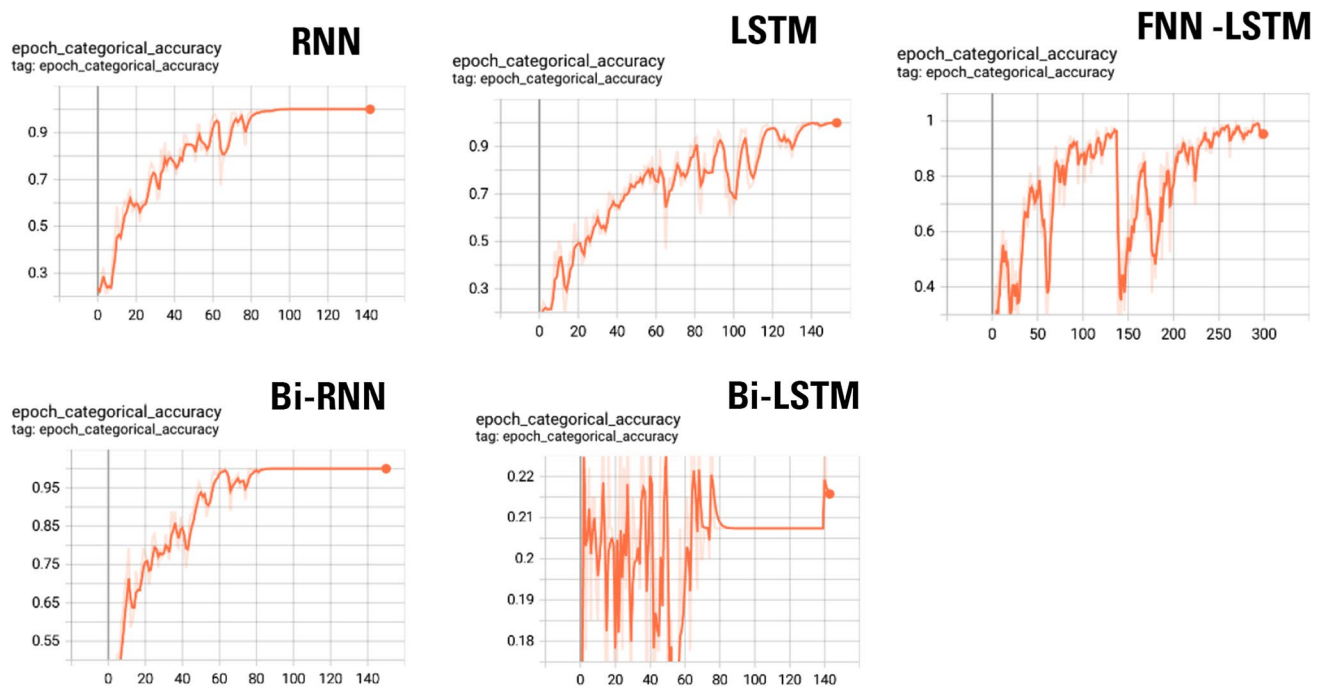 RNN
epoch_categorical_accuracy
tag: epoch_categorical_accuracy
0.9
0.7
0.5
0.3
0 20 40 60 80 100 120 140
LSTM
epoch_categorical_accuracy
tag: epoch_categorical_accuracy
0.9
0.7
0.5
0.3
0 20 40 60 80 100 120 140
FNN -LSTM
epoch_categorical_accuracy
tag: epoch_categorical_accuracy
1
0.8
0.6
0.4
0 50 100 150 200 250 300
Bi-RNN
epoch_categorical_accuracy
tag: epoch_categorical_accuracy
0.95
0.85
0.75
0.65
0.55
0 20 40 60 80 100 120 140
Bi-LSTM
epoch_categorical_accuracy
tag: epoch_categorical_accuracy
0.22
0.21
0.2
0.19
0.18
0 20 40 60 80 100 120 140